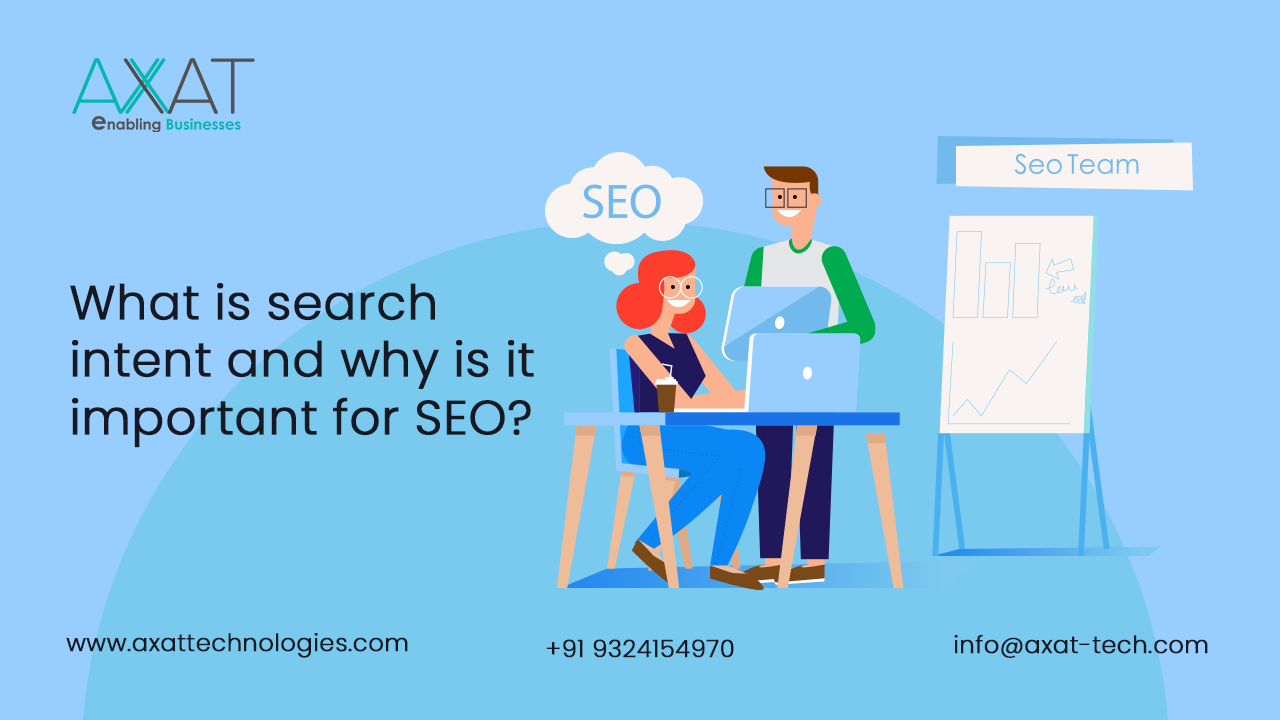 AXAT
enabling Businesses
SEO
Seo Team
What is search
intent and why is it
important for SEO?
www.axattechnologies.com
+91 9324154970
info@axat-tech.com